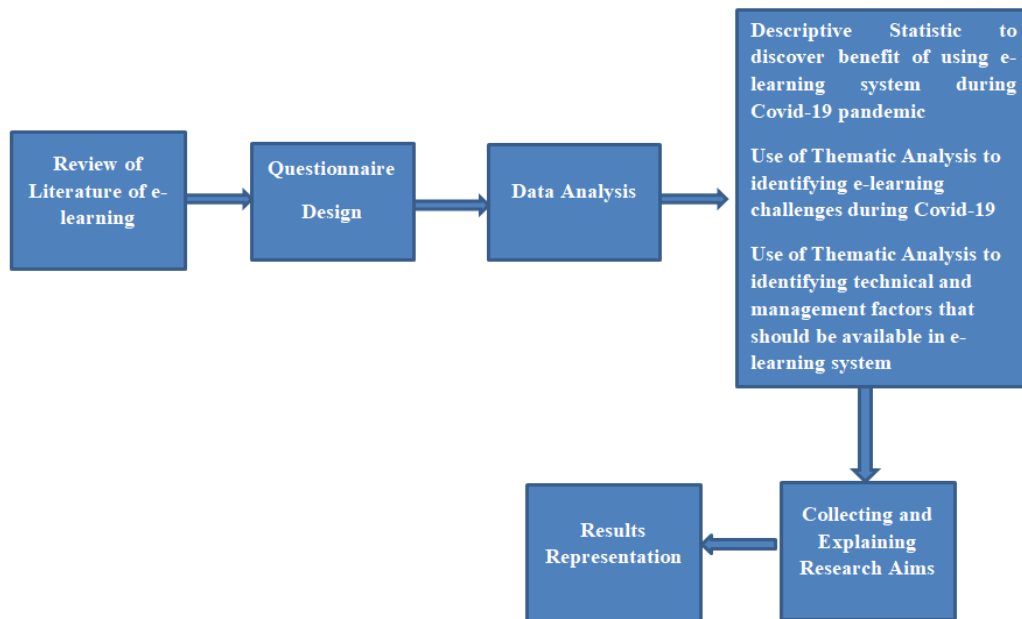 Review of
Literature of e-
learning
Questionnaire
Design
Data Analysis
Descriptive Statistic to
discover benefit of using e-
learning system during
Covid-19 pandemic
Use of Thematic Analysis to
identifying e-learning
challenges during Covid-19
Use of Thematic Analysis to
identifying technical and
management factors that
should be available in e-
learning system
Collecting and
Explaining
Research Aims
Results
Representation